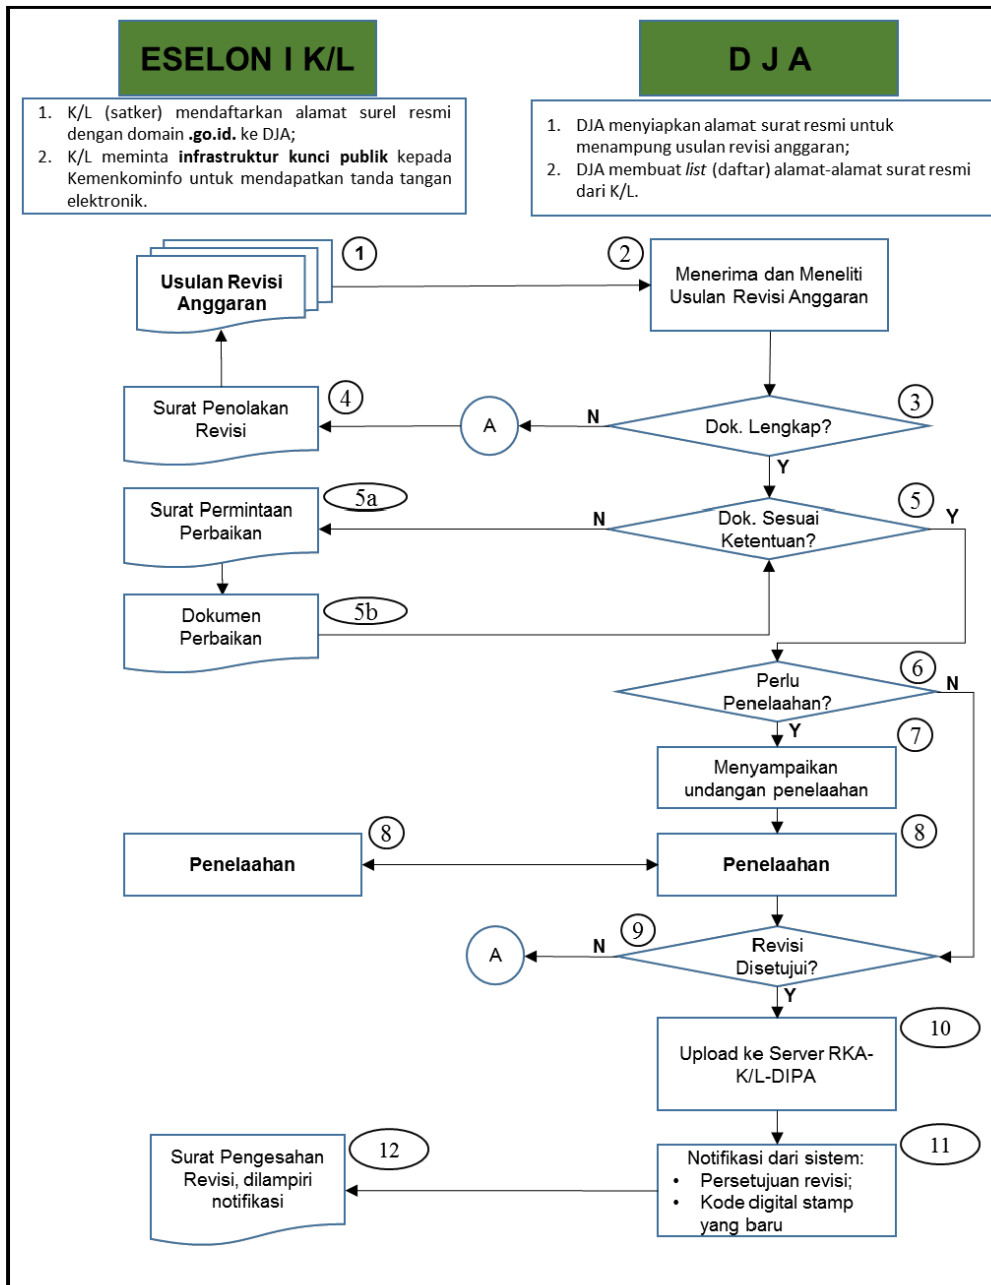 ESELON I K/L
D J A
1. K/L (satker) mendaftarkan alamat surel resmi
dengan domain .go.id. ke DJA;
2. K/L meminta infrastruktur kunci publik kepada
Kemenkominfo untuk mendapatkan tanda tangan
elektronik.
1. DJA menyiapkan alamat surat resmi untuk
menampung usulan revisi anggaran;
2. DJA membuat list (daftar) alamat-alamat surat resmi
dari K/L.
1
Usulan Revisi
Anggaran
2
Menerima dan Meneliti
Usulan Revisi Anggaran
4
Surat Penolakan
Revisi
A
N
3
Dok. Lengkap?
Y
5a
Surat Permintaan
Perbaikan
N
5
Dok. Sesuai
Ketentuan?
Y
5b
Dokumen
Perbaikan
6
Perlu
Penelaahan?
N
Y
7
Menyampaikan
undangan penelaahan
8
Penelaahan
8
Penelaahan
A
N
9
Revisi
Disetujui?
Y
10
Upload ke Server RKA-
K/L-DIPA
11
Notifikasi dari sistem:
• Persetujuan revisi;
• Kode digital stamp
yang baru
12
Surat Pengesahan
Revisi, dilampiri
notifikasi